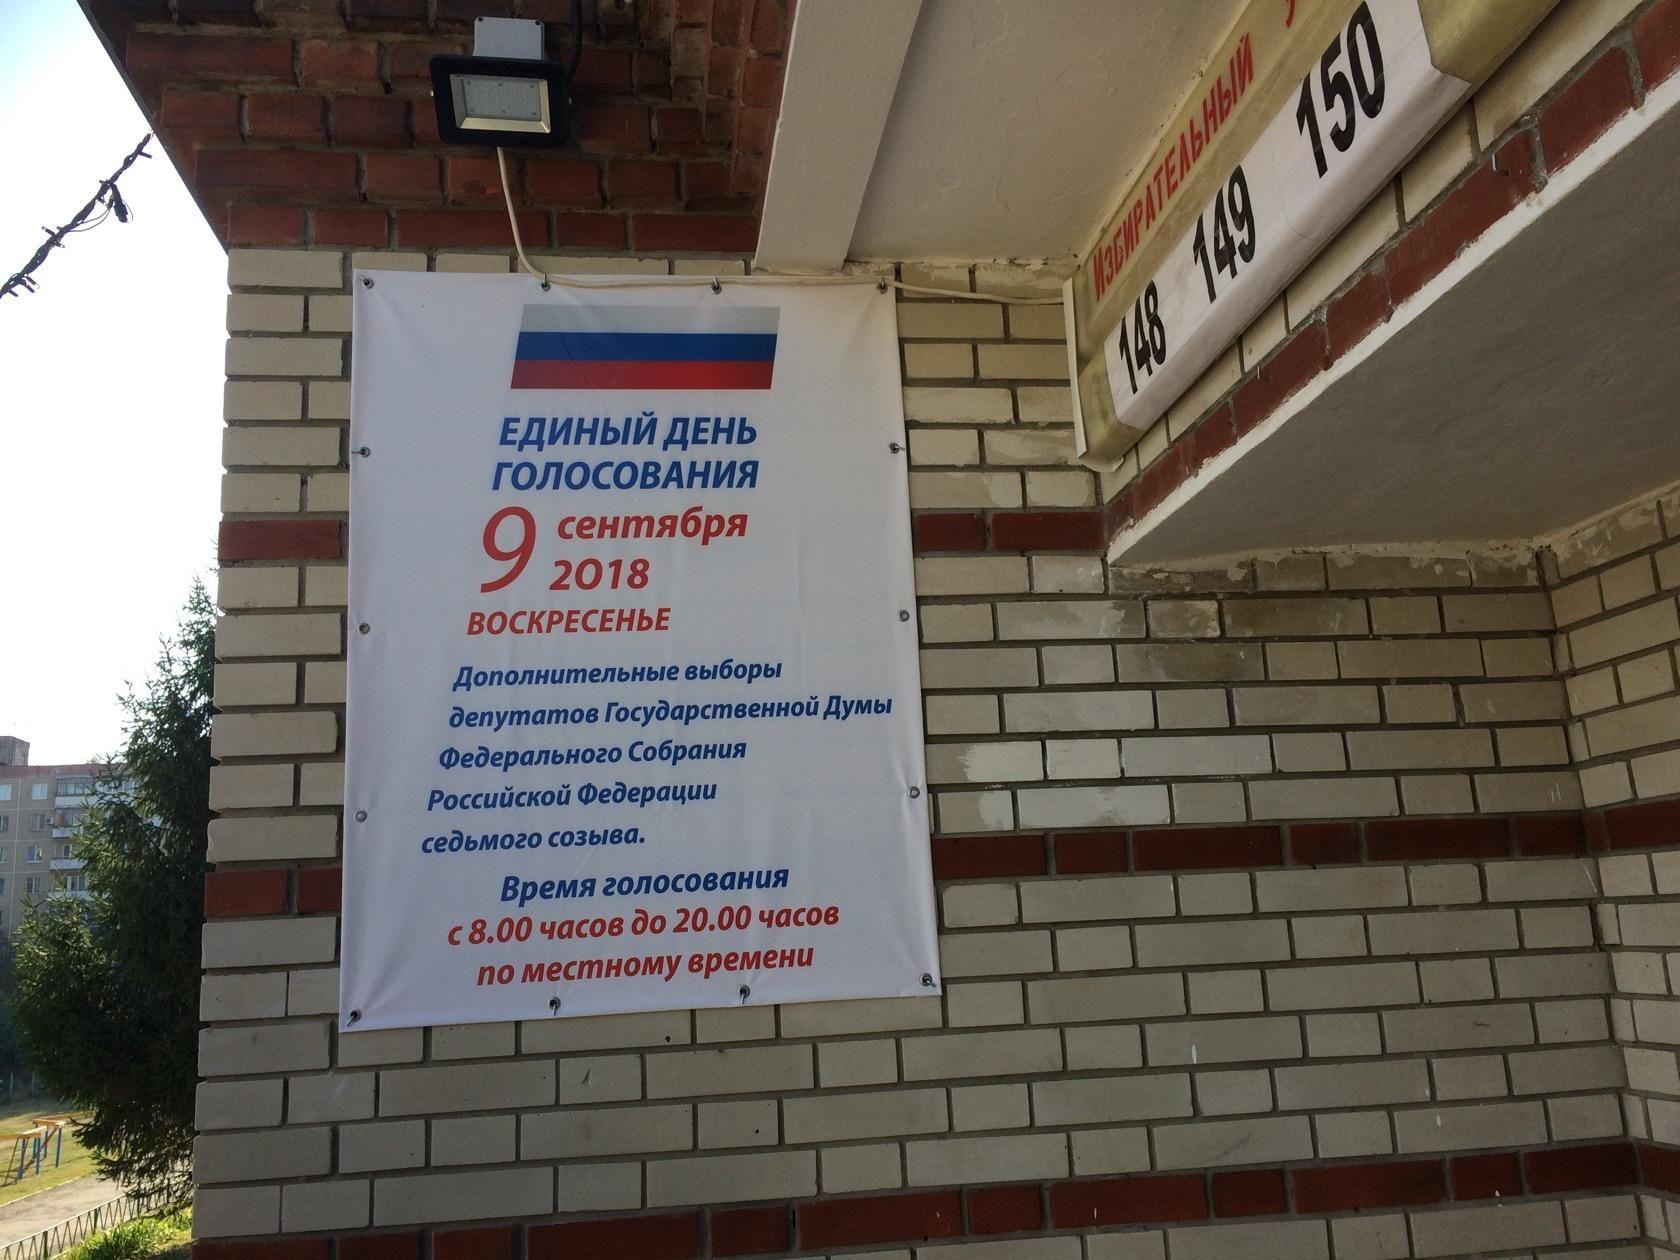 ЕДИНЫЙ ДЕНЬ
ГОЛОСОВАНИЯ
9 сентября
2018
ВОСКРЕСЕНЬЕ
Дополнительные выборы
депутатов Государственной Думы
Федерального Собрания
Российской Федерации
седьмого созыва.
Время голосования
с 8.00 часов до 20.00 часов
по местному времени
ИЗБИРАТЕЛЬНЫЙ
148 149 150